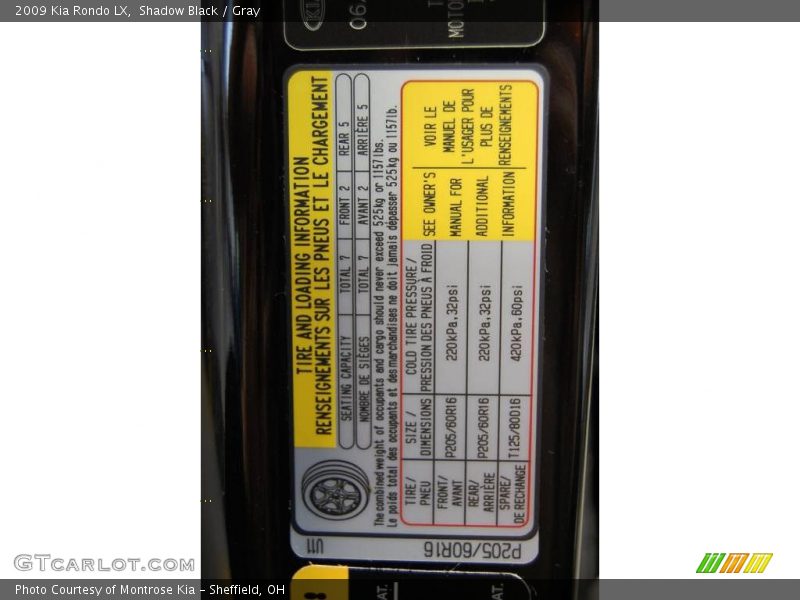 2009 Kia Rondo LX, Shadow Black / Gray
KIA
TIRE AND LOADING INFORMATION
RENSEIGNEMENTS SUR LES PNEUS ET LE CHARGEMENT
SEATING CAPACITY TOTAL 7 FRONT 2 REAR 5
NOMBRE DE SIÈGES TOTAL 7 AVANT 2 ARRIÈRE 5
The combined weight of occupants and cargo should never exceed 525kg or 1157lbs.
Le poids total des occupants et des marchandises ne doit jamais dépasser 525kg ou 1157lb.
TIRE/ SIZE / COLD TIRE PRESSURE/
PNEU DIMENSIONS PRESSION DES PNEUS À FROID
FRONT/
AVANT P205/60R16 220kPa,32psi
REAR/
ARRIÈRE P205/60R16 220kPa,32psi
SPARE/
DE RECHANGE T125/80D16 420kPa,60psi
SEE OWNER'S
MANUAL FOR
ADDITIONAL
INFORMATION
VOIR LE
MANUEL DE
L'USAGER POUR
PLUS DE
RENSEIGNEMENTS
U11
P205/60R16
GTCARLOT.COM
Photo Courtesy of Montrose Kia - Sheffield, OH